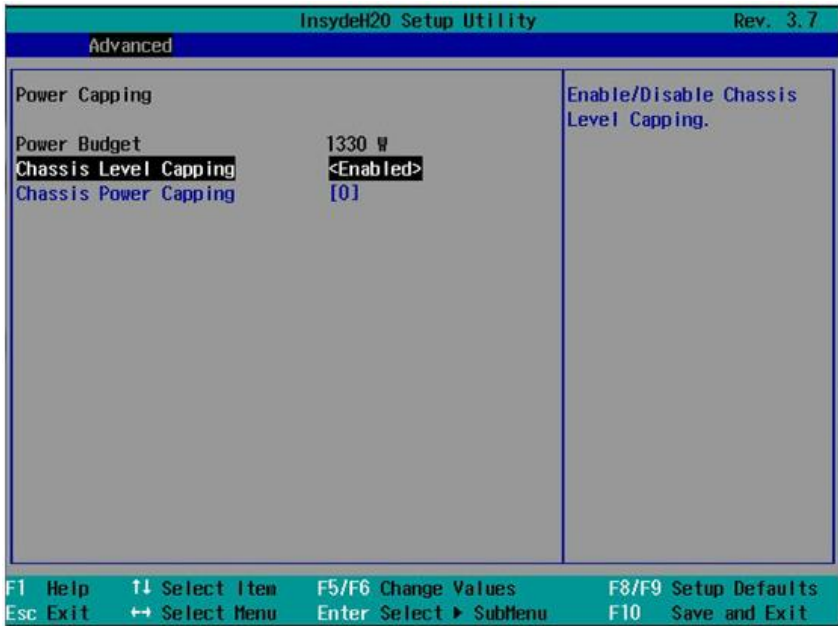 InsydeH20 Setup Utility Rev. 3.7
Advanced
Power Capping
Power Budget 1330 W
Chassis Level Capping <Enabled>
Chassis Power Capping [0]
Enable/Disable Chassis
Level Capping.
F1 Help ↑↓ Select Item F5/F6 Change Values F8/F9 Setup Defaults
Esc Exit ↔ Select Menu Enter Select ▶ SubMenu F10 Save and Exit